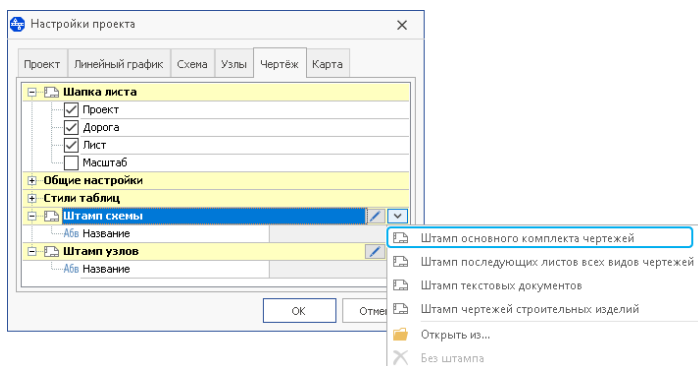 Настройки проекта
Проект Линейный график Схема Узлы Чертёж Карта
Шапка листа
Проект
Дорога
Лист
Масштаб
Общие настройки
Стили таблиц
Штамп схемы
Абв Название
Штамп узлов
Абв Название
ОК Отме
Штамп основного комплекта чертежей
Штамп последующих листов всех видов чертежей
Штамп текстовых документов
Штамп чертежей строительных изделий
Открыть из...
Без штампа